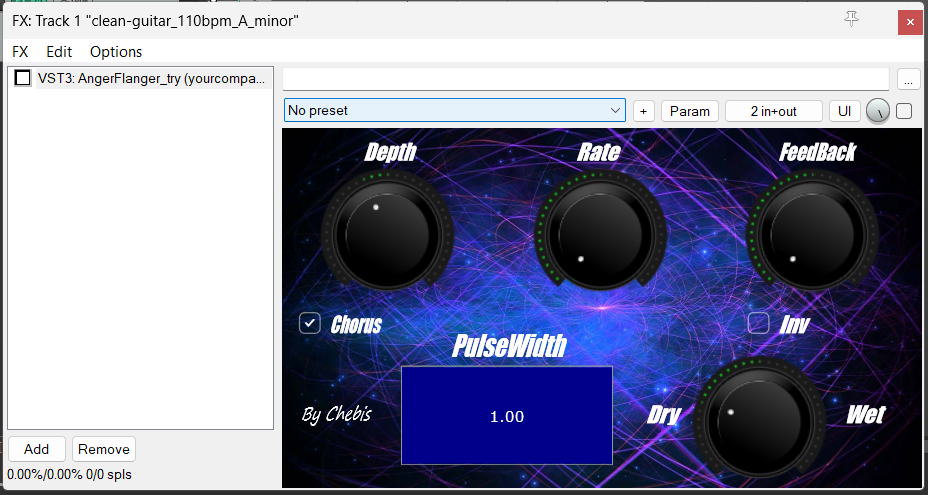 FX: Track 1 "clean-guitar_110bpm_A_minor"
FX Edit Options
VST3: AngerFlanger_try (yourcompa...
...
No preset
+ Param 2 in+out UI
Depth Rate FeedBack
Chorus Inv
PulseWidth
By Chebis 1.00 Dry Wet
Add Remove
0.00%/0.00% 0/0 spls